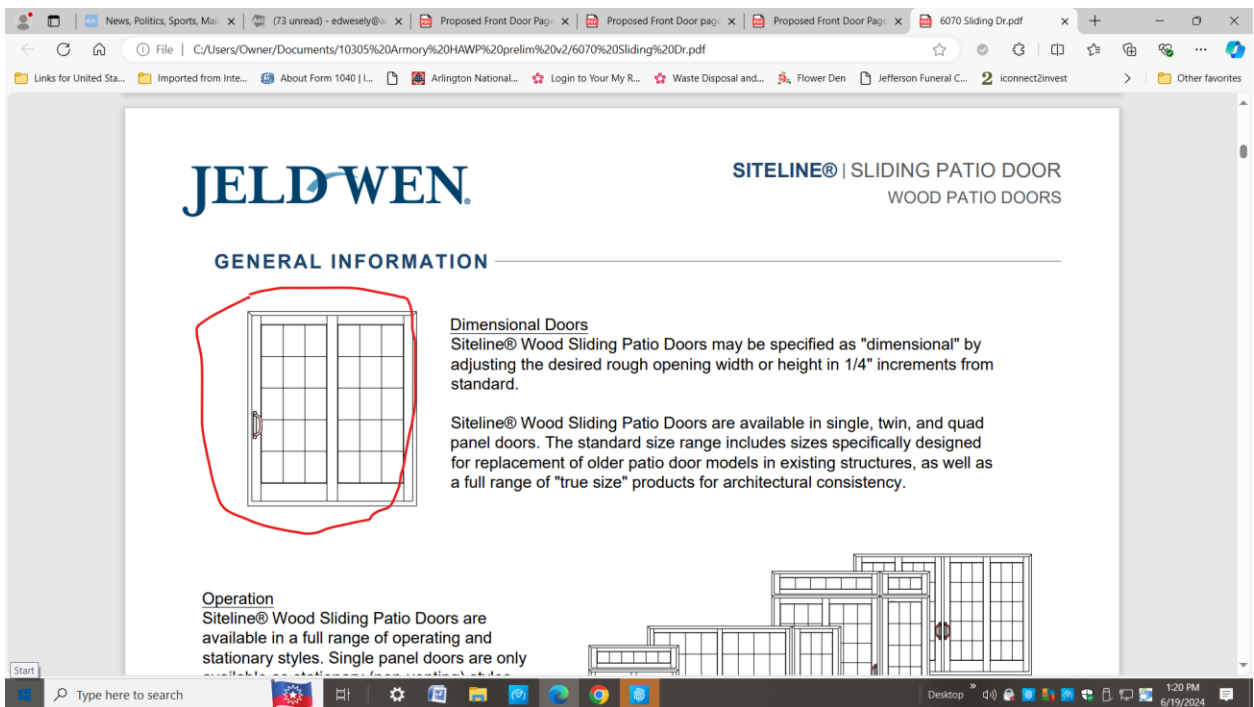 News, Politics, Sports, Mail
(73 unread) - edwesely@a
Proposed Front Door Page
Proposed Front Door page
Proposed Front Door Page
6070 Sliding Dr.pdf
File | C:/Users/Owner/Documents/10305%20Armory%20HAWP%20prelim%20v2/6070%20Sliding%20Dr.pdf
Links for United Sta...
Imported from Inte...
About Form 1040 | I...
Arlington National...
Login to Your My R...
Waste Disposal and...
Flower Den
Jefferson Funeral C...
2 iconnect2invest
Other favorites
JELD WEN®
SITELINE® | SLIDING PATIO DOOR
WOOD PATIO DOORS
GENERAL INFORMATION
Dimensional Doors
Siteline® Wood Sliding Patio Doors may be specified as "dimensional" by
adjusting the desired rough opening width or height in 1/4" increments from
standard.
Siteline® Wood Sliding Patio Doors are available in single, twin, and quad
panel doors. The standard size range includes sizes specifically designed
for replacement of older patio door models in existing structures, as well as
a full range of "true size" products for architectural consistency.
Operation
Siteline® Wood Sliding Patio Doors are
available in a full range of operating and
stationary styles. Single panel doors are only
available as stationary (non-venting) styles
Start
Type here to search
Desktop
1:20 PM
6/19/2024